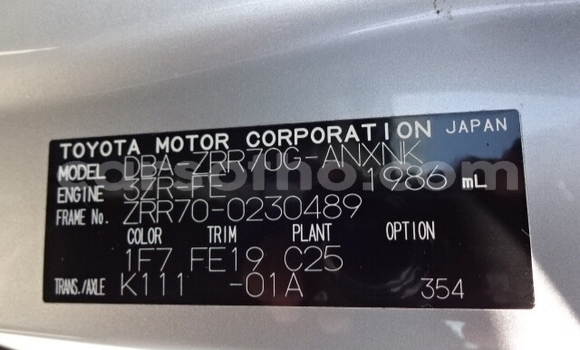 TOYOTA MOTOR CORPORATION JAPAN
MODEL DBA-ZRR70G-ANXNK
ENGINE 3ZR-FE 1986 mL
FRAME No. ZRR70-0230489
COLOR TRIM PLANT OPTION
1F7 FE19 C25
TRANS./AXLE K111 -01A 354